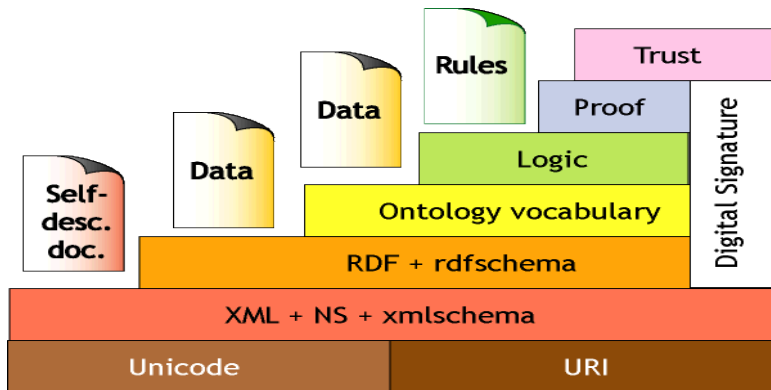 Trust
Rules
Proof
Data
Logic
Data
Digital Signature
Self-
desc.
doc.
Ontology vocabulary
RDF + rdfschema
XML + NS + xmlschema
Unicode
URI